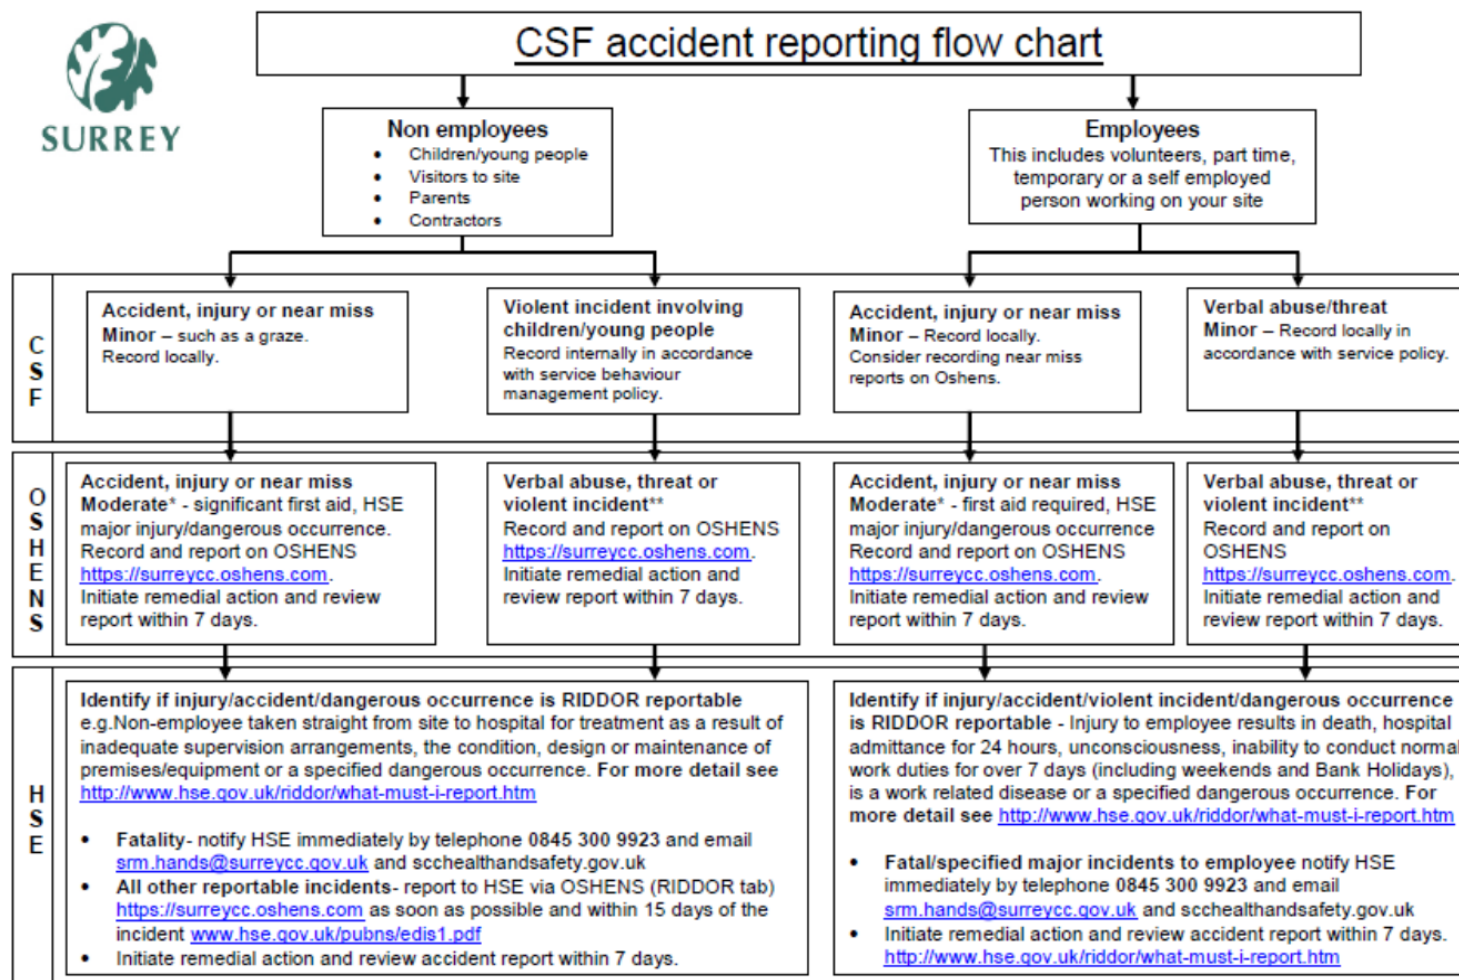 CSF accident reporting flow chart
SURREY
Non employees
• Children/young people
• Visitors to site
• Parents
• Contractors
Employees
This includes volunteers, part time,
temporary or a self employed
person working on your site
C
S
F
Accident, injury or near miss
Minor – such as a graze.
Record locally.
Violent incident involving
children/young people
Record internally in accordance
with service behaviour
management policy.
Accident, injury or near miss
Minor – Record locally.
Consider recording near miss
reports on Oshens.
Verbal abuse/threat
Minor – Record locally in
accordance with service policy.
O
S
H
E
N
S
Accident, injury or near miss
Moderate* - significant first aid, HSE
major injury/dangerous occurrence.
Record and report on OSHENS
https://surreycc.oshens.com.
Initiate remedial action and review
report within 7 days.
Verbal abuse, threat or
violent incident**
Record and report on OSHENS
https://surreycc.oshens.com.
Initiate remedial action and
review report within 7 days.
Accident, injury or near miss
Moderate* - first aid required, HSE
major injury/dangerous occurrence
Record and report on OSHENS
https://surreycc.oshens.com.
Initiate remedial action and review
report within 7 days.
Verbal abuse, threat or
violent incident**
Record and report on
OSHENS
https://surreycc.oshens.com.
Initiate remedial action and
review report within 7 days.
H
S
E
Identify if injury/accident/dangerous occurrence is RIDDOR reportable
e.g.Non-employee taken straight from site to hospital for treatment as a result of
inadequate supervision arrangements, the condition, design or maintenance of
premises/equipment or a specified dangerous occurrence. For more detail see
http://www.hse.gov.uk/riddor/what-must-i-report.htm
• Fatality- notify HSE immediately by telephone 0845 300 9923 and email
srm.hands@surreycc.gov.uk and scchealthandsafety.gov.uk
• All other reportable incidents- report to HSE via OSHENS (RIDDOR tab)
https://surreycc.oshens.com as soon as possible and within 15 days of the
incident www.hse.gov.uk/pubns/edis1.pdf
• Initiate remedial action and review accident report within 7 days.
Identify if injury/accident/violent incident/dangerous occurrence
is RIDDOR reportable - Injury to employee results in death, hospital
admittance for 24 hours, unconsciousness, inability to conduct normal
work duties for over 7 days (including weekends and Bank Holidays),
is a work related disease or a specified dangerous occurrence. For
more detail see http://www.hse.gov.uk/riddor/what-must-i-report.htm
• Fatal/specified major incidents to employee notify HSE
immediately by telephone 0845 300 9923 and email
srm.hands@surreycc.gov.uk and scchealthandsafety.gov.uk
• Initiate remedial action and review accident report within 7 days.
http://www.hse.gov.uk/riddor/what-must-i-report.htm